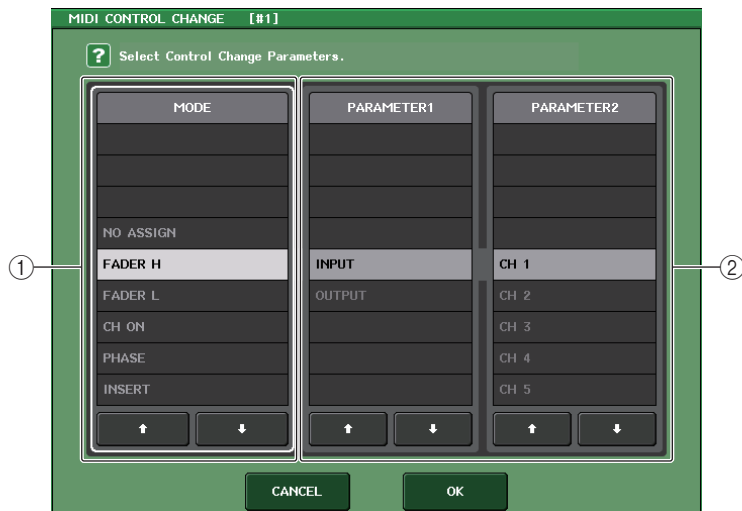 MIDI CONTROL CHANGE [#1]
? Select Control Change Parameters.
MODE
NO ASSIGN
FADER H
FADER L
CH ON
PHASE
INSERT
PARAMETER1
INPUT
OUTPUT
PARAMETER2
CH 1
CH 2
CH 3
CH 4
CH 5
①
②
CANCEL
OK